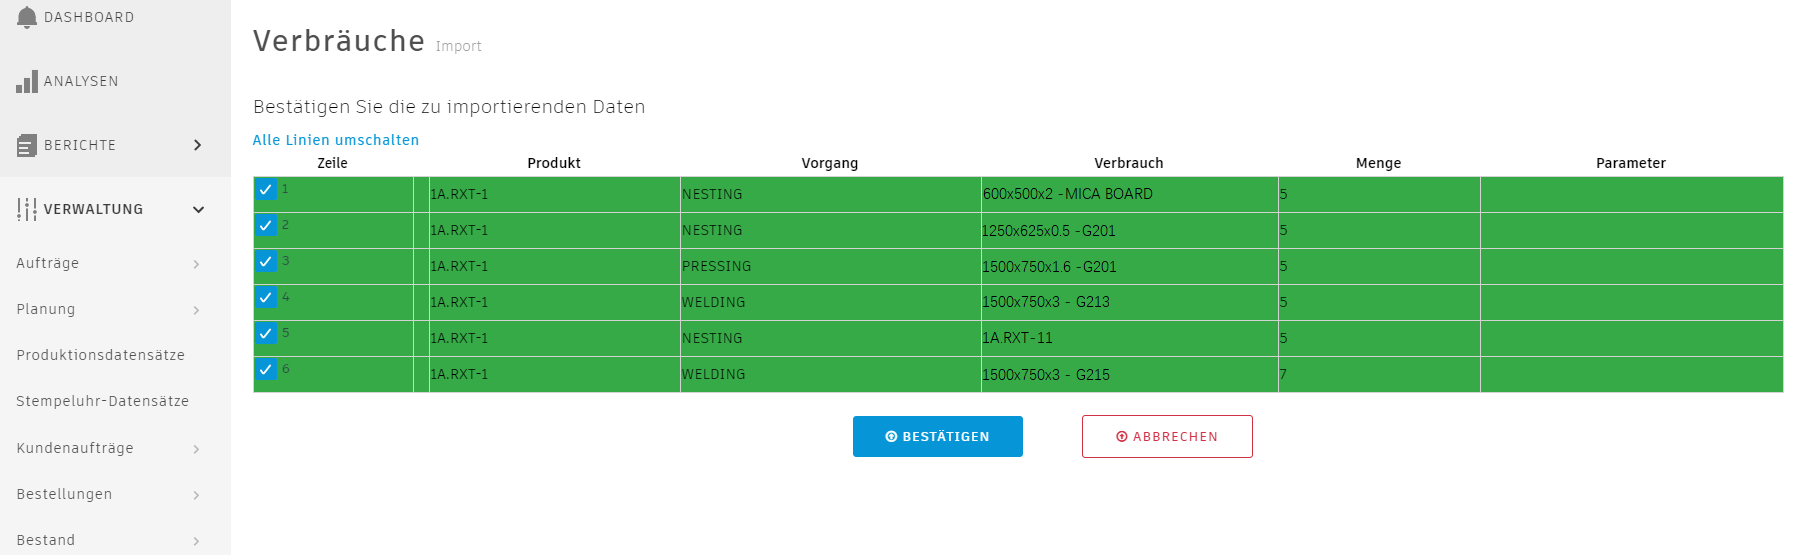 DASHBOARD
ANALYSEN
BERICHTE
VERWALTUNG
Aufträge
Planung
Produktionsdatensätze
Stempeluhr-Datensätze
Kundenaufträge
Bestellungen
Bestand
Verbräuche Import
Bestätigen Sie die zu importierenden Daten
Alle Linien umschalten
Zeile Produkt Vorgang Verbrauch Menge Parameter
1 1A.RXT-1 NESTING 600x500x2 -MICA BOARD 5
2 1A.RXT-1 NESTING 1250x625x0.5 -G201 5
3 1A.RXT-1 PRESSING 1500x750x1.6 -G201 5
4 1A.RXT-1 WELDING 1500x750x3 - G213 5
5 1A.RXT-1 NESTING 1A.RXT-11 5
6 1A.RXT-1 WELDING 1500x750x3 - G215 7
BESTÄTIGEN ABBRECHEN